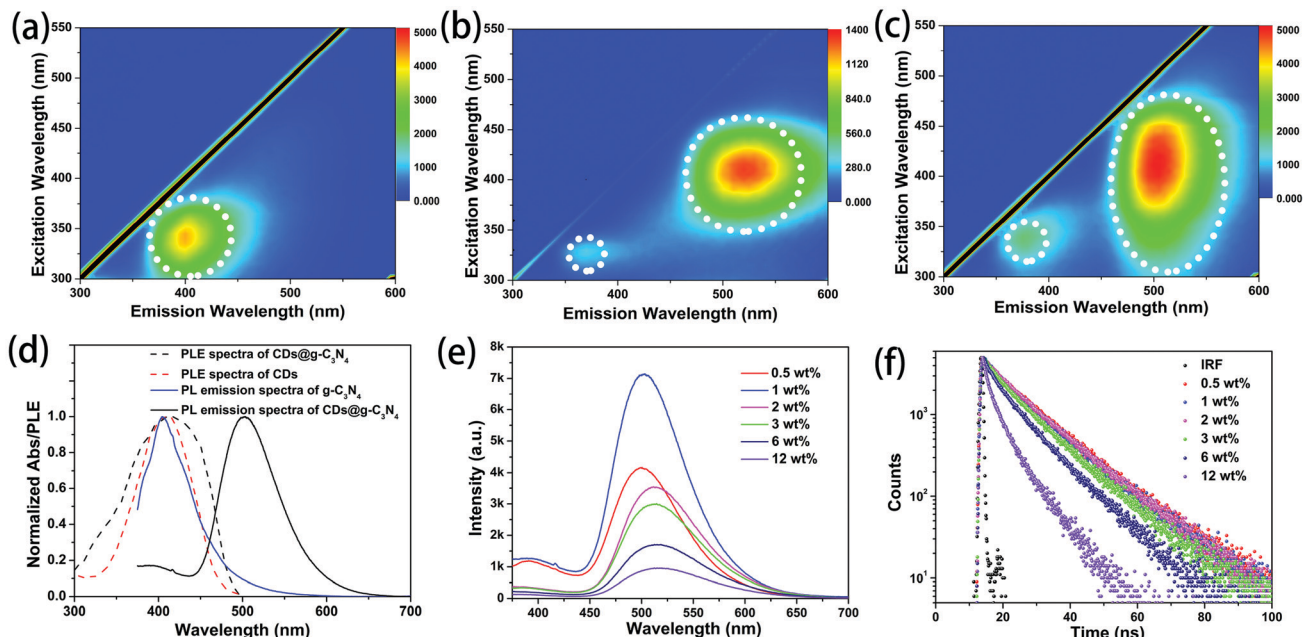 (a)
550
500
450
400
350
300
300
400
500
600
Excitation Wavelength (nm)
Emission Wavelength (nm)
5000
4000
3000
2000
1000
0.000
(b)
550
500
450
400
350
300
300
400
500
600
Excitation Wavelength (nm)
Emission Wavelength (nm)
1400
1120
840.0
560.0
280.0
0.000
(c)
550
500
450
400
350
300
300
400
500
600
Excitation Wavelength (nm)
Emission Wavelength (nm)
5000
4000
3000
2000
1000
0.000
(d)
PLE spectra of CDs@g-C₃N₄
PLE spectra of CDs
PL emission spectra of g-C₃N₄
PL emission spectra of CDs@g-C₃N₄
1.0
0.8
0.6
0.4
0.2
0.0
300
400
500
600
700
Normalized Abs/PLE
Wavelength (nm)
(e)
0.5 wt%
1 wt%
2 wt%
3 wt%
6 wt%
12 wt%
8k
7k
6k
5k
4k
3k
2k
1k
0
400
450
500
550
600
650
700
Intensity (a.u.)
Wavelength (nm)
(f)
IRF
0.5 wt%
1 wt%
2 wt%
3 wt%
6 wt%
12 wt%
10³
10²
10¹
0
20
40
60
80
100
Counts
Time (ns)